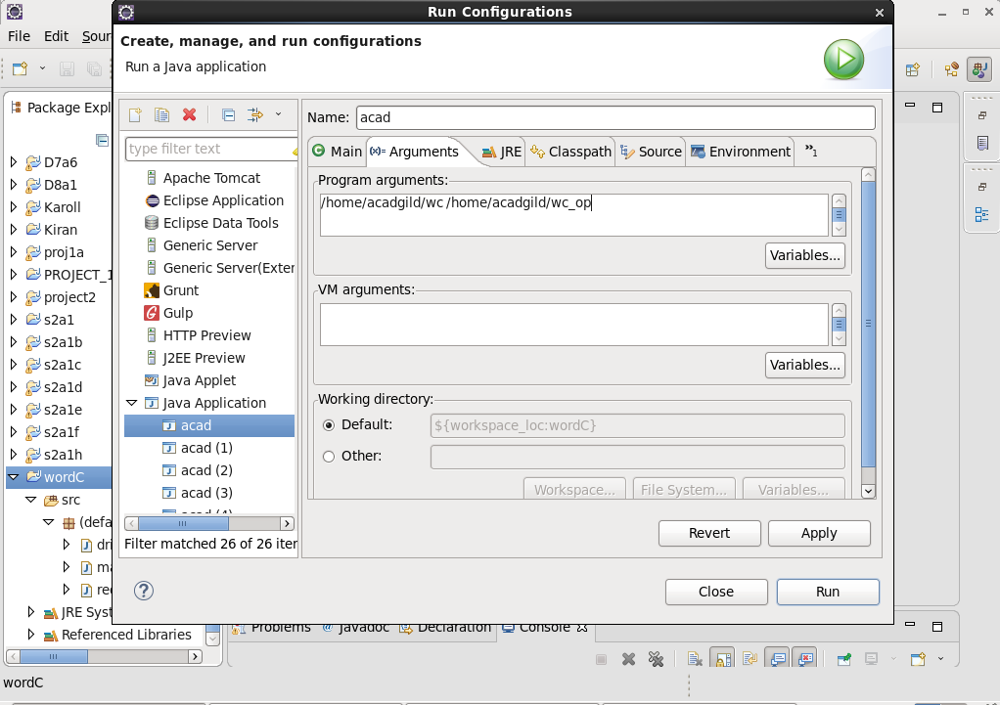 Run Configurations
File Edit
Create, manage, and run configurations
Run a Java application
Package Expl
Name: acad
type filter text
Main
(x)= Arguments
JRE
Classpath
Source
Environment
»1
D7a6
D8a1
Karoll
Kiran
proj1a
PROJECT_1
project2
s2a1
s2a1b
s2a1c
s2a1d
s2a1e
s2a1f
s2a1h
wordC
src
(defa
dri
ma
re
JRE Syst
Referenced Libraries
Apache Tomcat
Eclipse Application
Eclipse Data Tools
Generic Server
Generic Server(Exter
Grunt
Gulp
HTTP Preview
J2EE Preview
Java Applet
Java Application
acad
acad (1)
acad (2)
acad (3)
acad (4)
Filter matched 26 of 26 iter
Program arguments:
/home/acadgild/wc /home/acadgild/wc_op
Variables...
VM arguments:
Variables...
Working directory:
Default:
${workspace_loc:wordC}
Other:
Workspace... File System... Variables...
Revert Apply
Close Run
Problems @ Javadoc Declaration Console
wordC